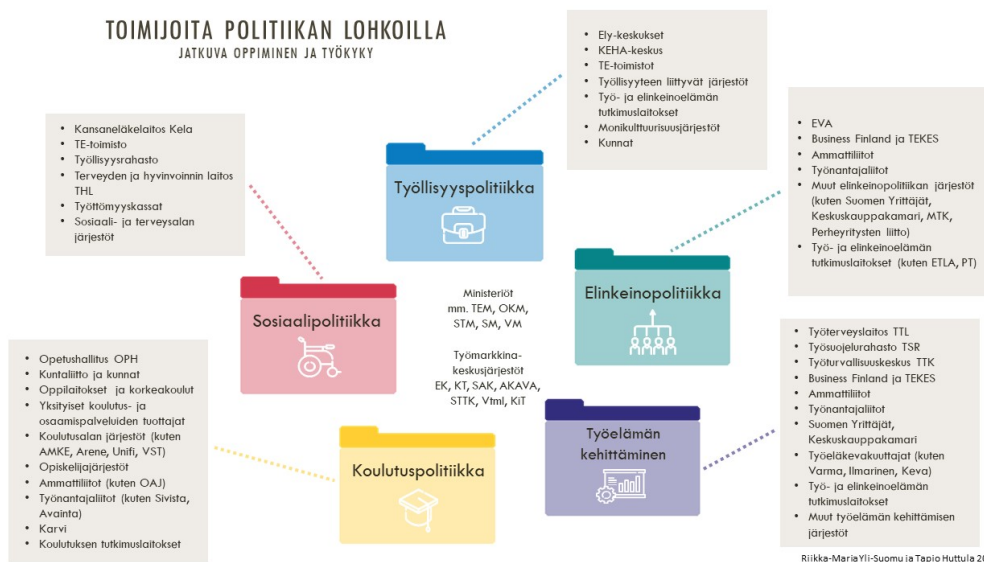 TOIMIJOITA POLITIIKAN LOHKOILLA
JATKUVA OPPIMINEN JA TYÖKYKY
• Ely-keskukset
• KEHA-keskus
• TE-toimistot
• Työllisyyteen liittyvät järjestöt
• Työ- ja elinkeinoelämän
tutkimuslaitokset
• Monikulttuurisuusjärjestöt
• Kunnat
• Kansaneläkelaitos Kela
• TE-toimisto
• Työllisyysrahasto
• Terveyden ja hyvinvoinnin laitos
THL
• Työttömyyskassat
• Sosiaali- ja terveysalan
järjestöt
• EVA
• Business Finland ja TEKES
• Ammattiliitot
• Työnantajaliitot
• Muut elinkeinopolitiikan järjestöt
(kuten Suomen Yrittäjät,
Keskuskauppakamari, MTK,
Perheyritysten liitto)
• Työ- ja elinkeinoelämän
tutkimuslaitokset (kuten ETLA, PT)
Työllisyyspolitiikka
Sosiaalipolitiikka
Elinkeinopolitiikka
Ministeriöt
mm. TEM, OKM,
STM, SM, VM
Työmarkkina-
keskusjärjestöt
EK, KT, SAK, AKAVA,
STTK, Vtml, KiT
• Opetushallitus OPH
• Kuntaliitto ja kunnat
• Oppilaitokset ja korkeakoulut
• Yksityiset koulutus- ja
osaamispalveluiden tuottajat
• Koulutusalan järjestöt (kuten
AMKE, Arene, Unifi, VST)
• Opiskelijajärjestöt
• Ammattiliitot (kuten OAJ)
• Työnantajaliitot (kuten Sivista,
Avainta)
• Karvi
• Koulutuksen tutkimuslaitokset
Koulutuspolitiikka
Työelämän
kehittäminen
• Työterveyslaitos TTL
• Työsuojelurahasto TSR
• Työturvallisuuskeskus TTK
• Business Finland ja TEKES
• Ammattiliitot
• Työnantajaliitot
• Suomen Yrittäjät,
Keskuskauppakamari
• Työeläkevakuuttajat (kuten
Varma, Ilmarinen, Keva)
• Työ- ja elinkeinoelämän
tutkimuslaitokset
• Muut työelämän kehittämisen
järjestöt
Riikka-Maria Yli-Suomu ja Tapio Huttula 20